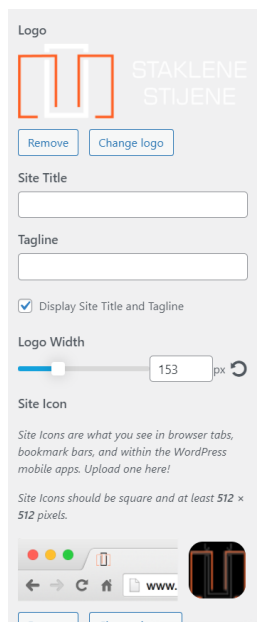 Logo
STAKLENE
STIJENE
Remove
Change logo
Site Title
Tagline
Display Site Title and Tagline
Logo Width
153
px
Site Icon
Site Icons are what you see in browser tabs,
bookmark bars, and within the WordPress
mobile apps. Upload one here!
Site Icons should be square and at least 512 ×
512 pixels.
www.